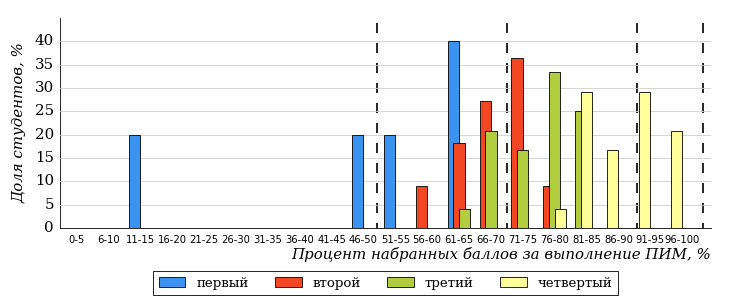 Доля студентов, %
40
35
30
25
20
15
10
5
0
0-5 6-10 11-15 16-20 21-25 26-30 31-35 36-40 41-45 46-50 51-55 56-60 61-65 66-70 71-75 76-80 81-85 86-90 91-95 96-100
Процент набранных баллов за выполнение ПИМ, %
первый второй третий четвертый